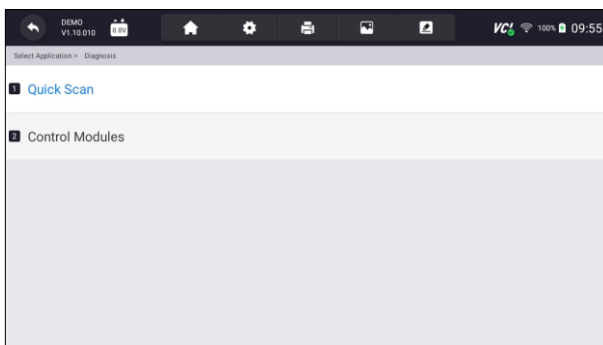 DEMO
V1.10.010
0.0V
VCI
100%
09:55
Select Application > Diagnosis
1 Quick Scan
2 Control Modules